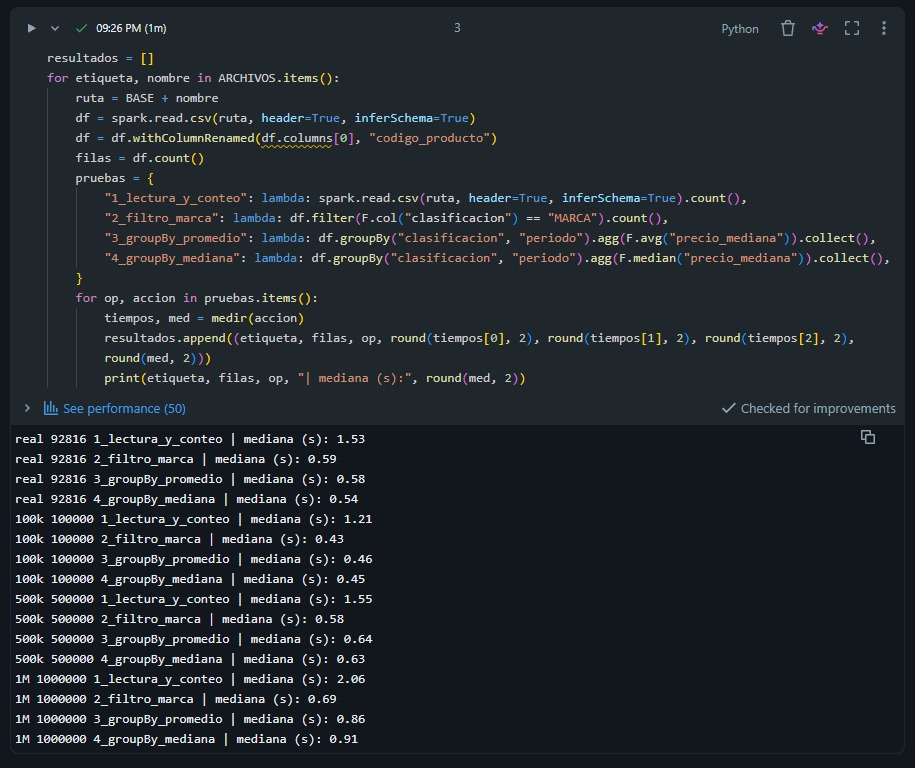 09:26 PM (1m)
3
Python
resultados = []
for etiqueta, nombre in ARCHIVOS.items():
    ruta = BASE + nombre
    df = spark.read.csv(ruta, header=True, inferSchema=True)
    df = df.withColumnRenamed(df.columns[0], "codigo_producto")
    filas = df.count()
    pruebas = {
        "1_lectura_y_conteo": lambda: spark.read.csv(ruta, header=True, inferSchema=True).count(),
        "2_filtro_marca": lambda: df.filter(F.col("clasificacion") == "MARCA").count(),
        "3_groupBy_promedio": lambda: df.groupBy("clasificacion", "periodo").agg(F.avg("precio_mediana")).collect(),
        "4_groupBy_mediana": lambda: df.groupBy("clasificacion", "periodo").agg(F.median("precio_mediana")).collect(),
    }
    for op, accion in pruebas.items():
        tiempos, med = medir(accion)
        resultados.append((etiqueta, filas, op, round(tiempos[0], 2), round(tiempos[1], 2), round(tiempos[2], 2),
        round(med, 2)))
        print(etiqueta, filas, op, "| mediana (s):", round(med, 2))
See performance (50)
Checked for improvements
real 92816 1_lectura_y_conteo | mediana (s): 1.53
real 92816 2_filtro_marca | mediana (s): 0.59
real 92816 3_groupBy_promedio | mediana (s): 0.58
real 92816 4_groupBy_mediana | mediana (s): 0.54
100k 100000 1_lectura_y_conteo | mediana (s): 1.21
100k 100000 2_filtro_marca | mediana (s): 0.43
100k 100000 3_groupBy_promedio | mediana (s): 0.46
100k 100000 4_groupBy_mediana | mediana (s): 0.45
500k 500000 1_lectura_y_conteo | mediana (s): 1.55
500k 500000 2_filtro_marca | mediana (s): 0.58
500k 500000 3_groupBy_promedio | mediana (s): 0.64
500k 500000 4_groupBy_mediana | mediana (s): 0.63
1M 1000000 1_lectura_y_conteo | mediana (s): 2.06
1M 1000000 2_filtro_marca | mediana (s): 0.69
1M 1000000 3_groupBy_promedio | mediana (s): 0.86
1M 1000000 4_groupBy_mediana | mediana (s): 0.91